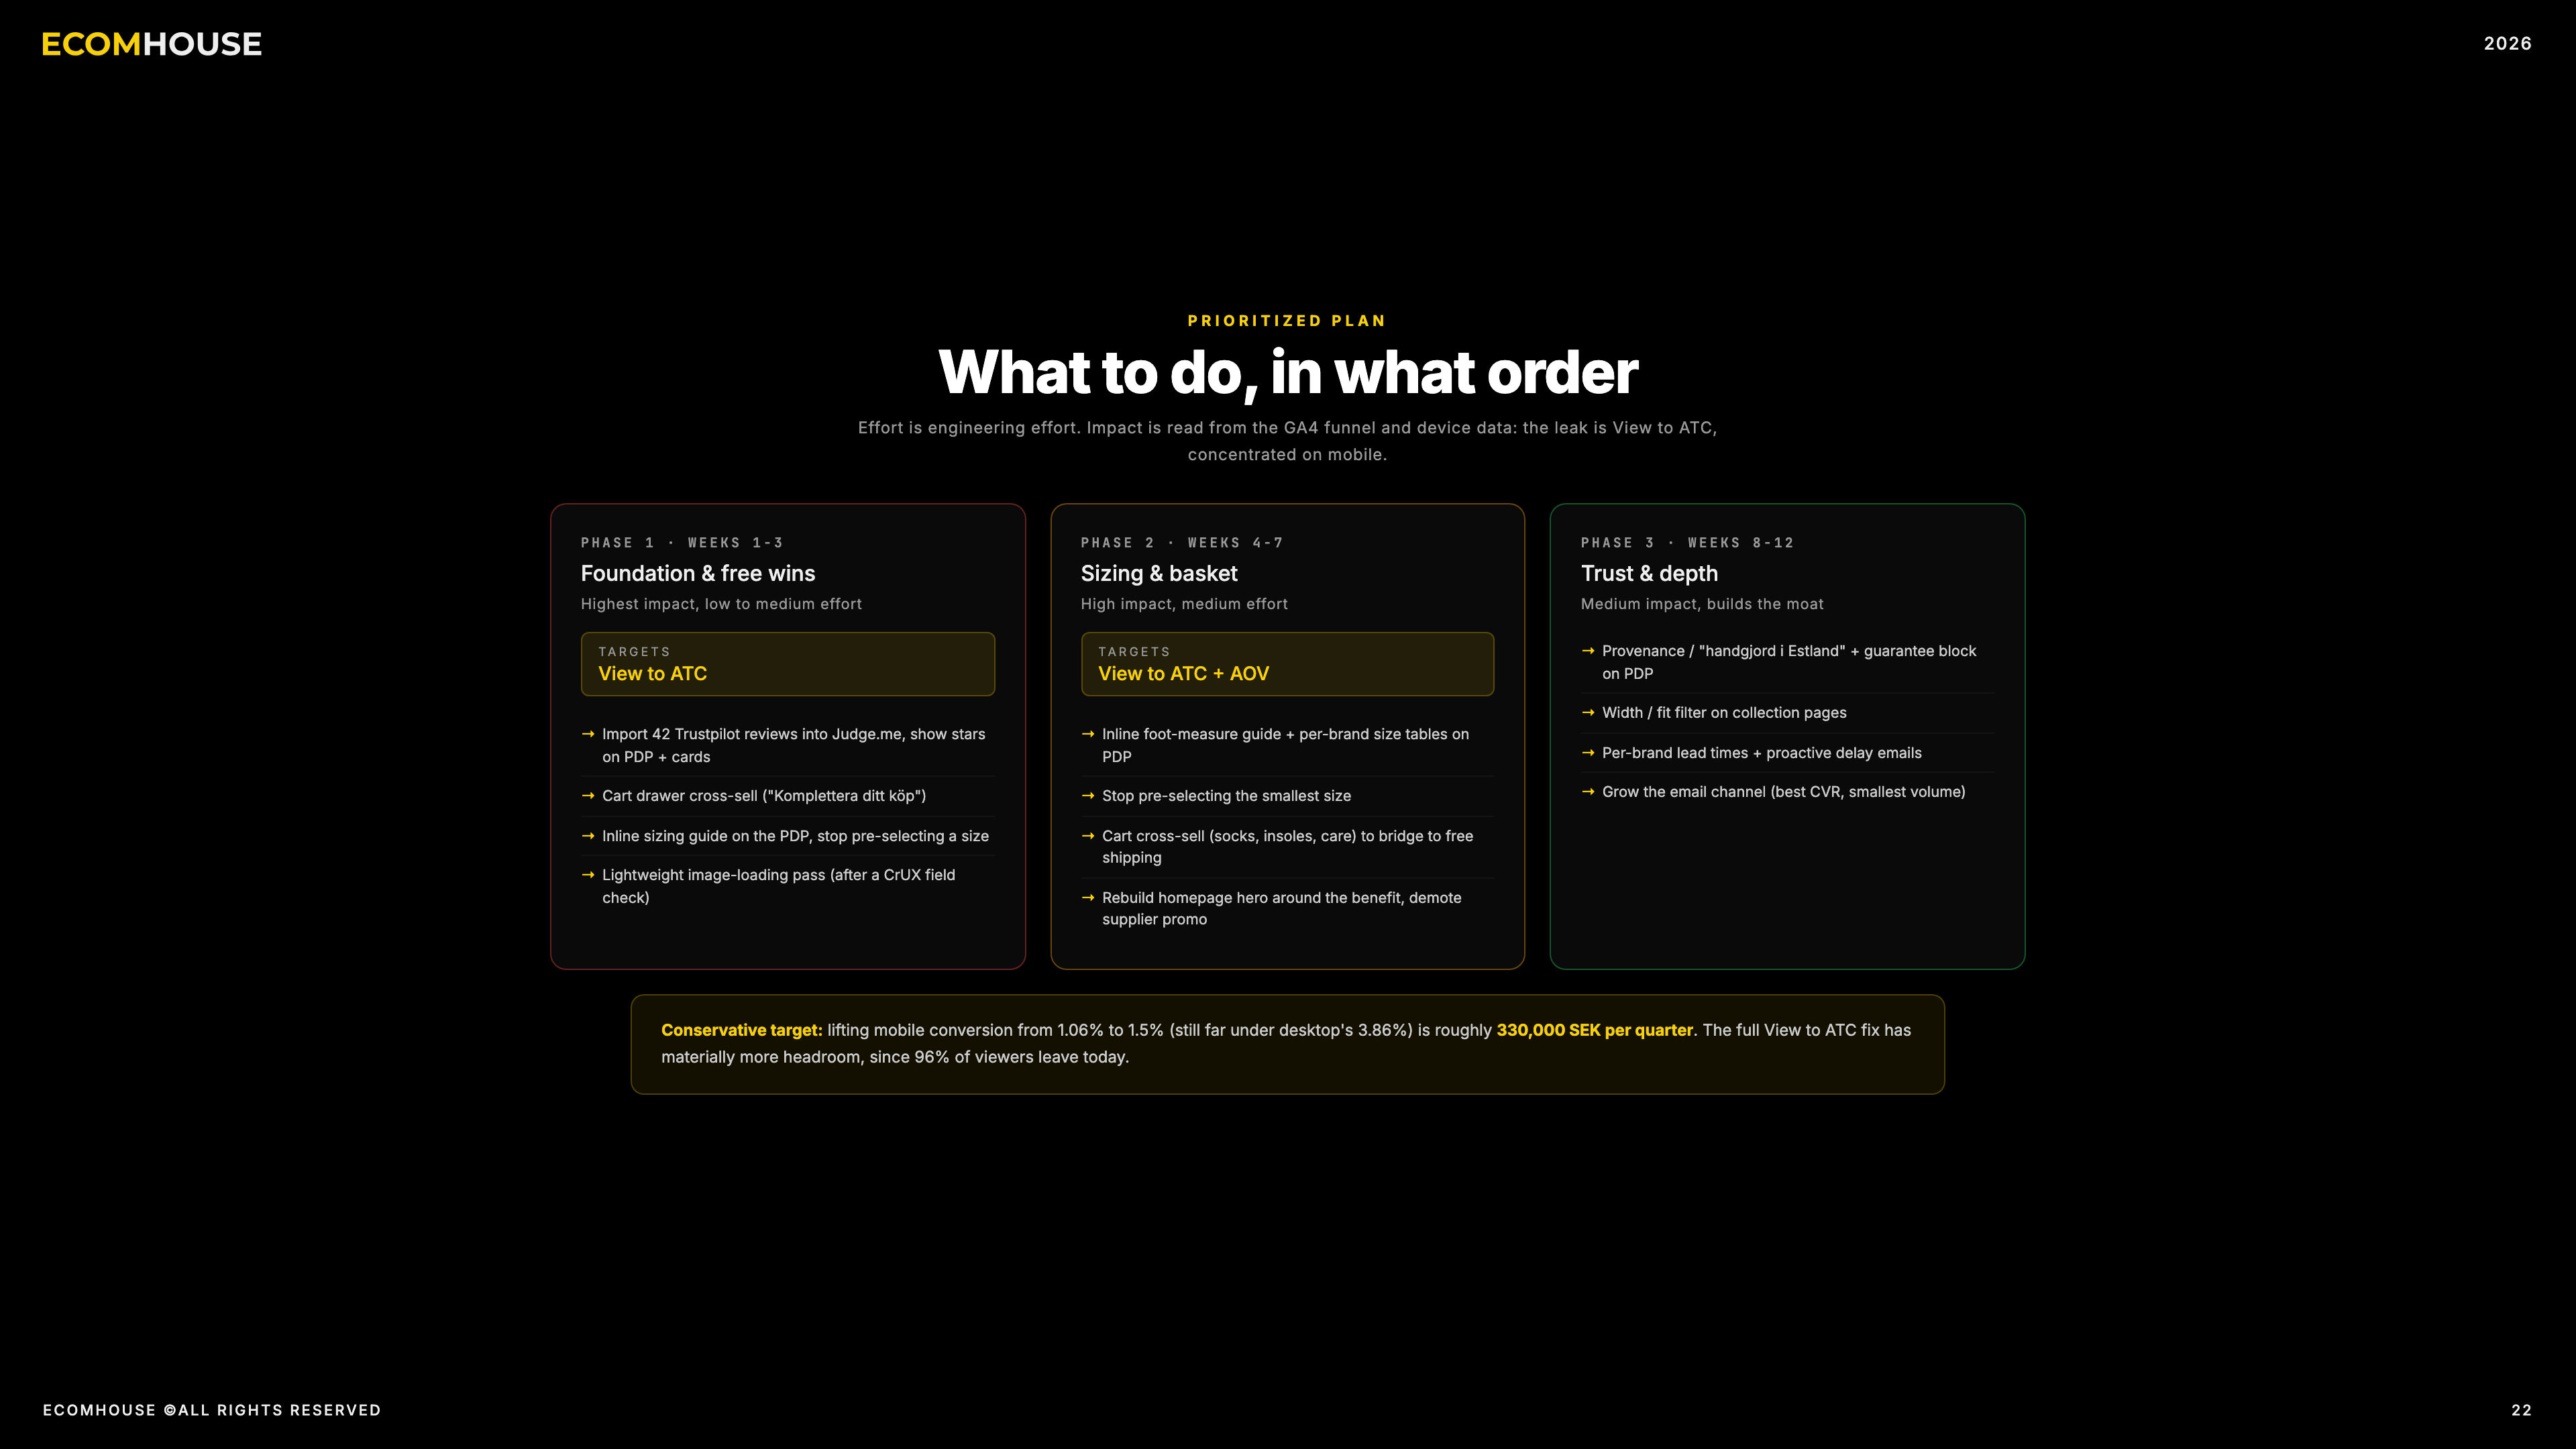 ECOMHOUSE
2026
PRIORITIZED PLAN
What to do, in what order
Effort is engineering effort. Impact is read from the GA4 funnel and device data: the leak is View to ATC,
concentrated on mobile.
PHASE 1 · WEEKS 1-3
Foundation & free wins
Highest impact, low to medium effort
TARGETS
View to ATC
→ Import 42 Trustpilot reviews into Judge.me, show stars
on PDP + cards
→ Cart drawer cross-sell ("Komplettera ditt köp")
→ Inline sizing guide on the PDP, stop pre-selecting a size
→ Lightweight image-loading pass (after a CrUX field
check)
PHASE 2 · WEEKS 4-7
Sizing & basket
High impact, medium effort
TARGETS
View to ATC + AOV
→ Inline foot-measure guide + per-brand size tables on
PDP
→ Stop pre-selecting the smallest size
→ Cart cross-sell (socks, insoles, care) to bridge to free
shipping
→ Rebuild homepage hero around the benefit, demote
supplier promo
PHASE 3 · WEEKS 8-12
Trust & depth
Medium impact, builds the moat
→ Provenance / "handgjord i Estland" + guarantee block
on PDP
→ Width / fit filter on collection pages
→ Per-brand lead times + proactive delay emails
→ Grow the email channel (best CVR, smallest volume)
Conservative target: lifting mobile conversion from 1.06% to 1.5% (still far under desktop's 3.86%) is roughly 330,000 SEK per quarter. The full View to ATC fix has
materially more headroom, since 96% of viewers leave today.
ECOMHOUSE ©ALL RIGHTS RESERVED
22